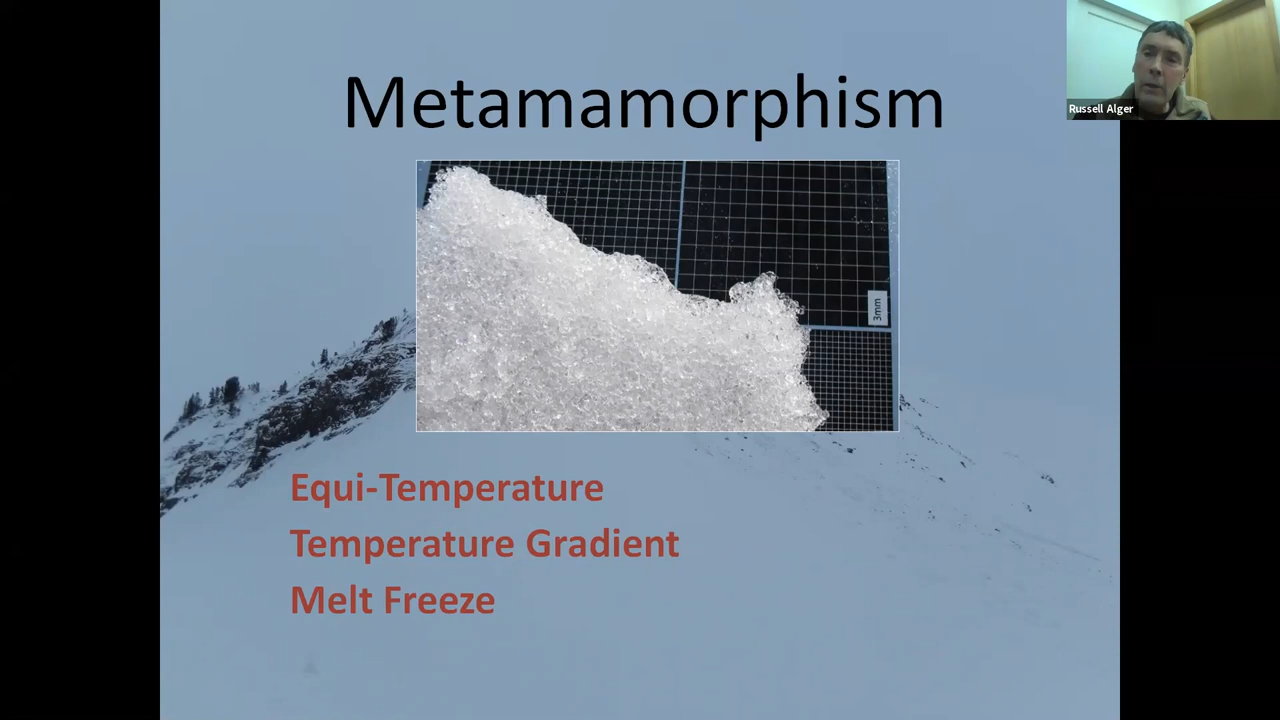 Metamamorphism
Russell Alger
3mm
Equi-Temperature
Temperature Gradient
Melt Freeze